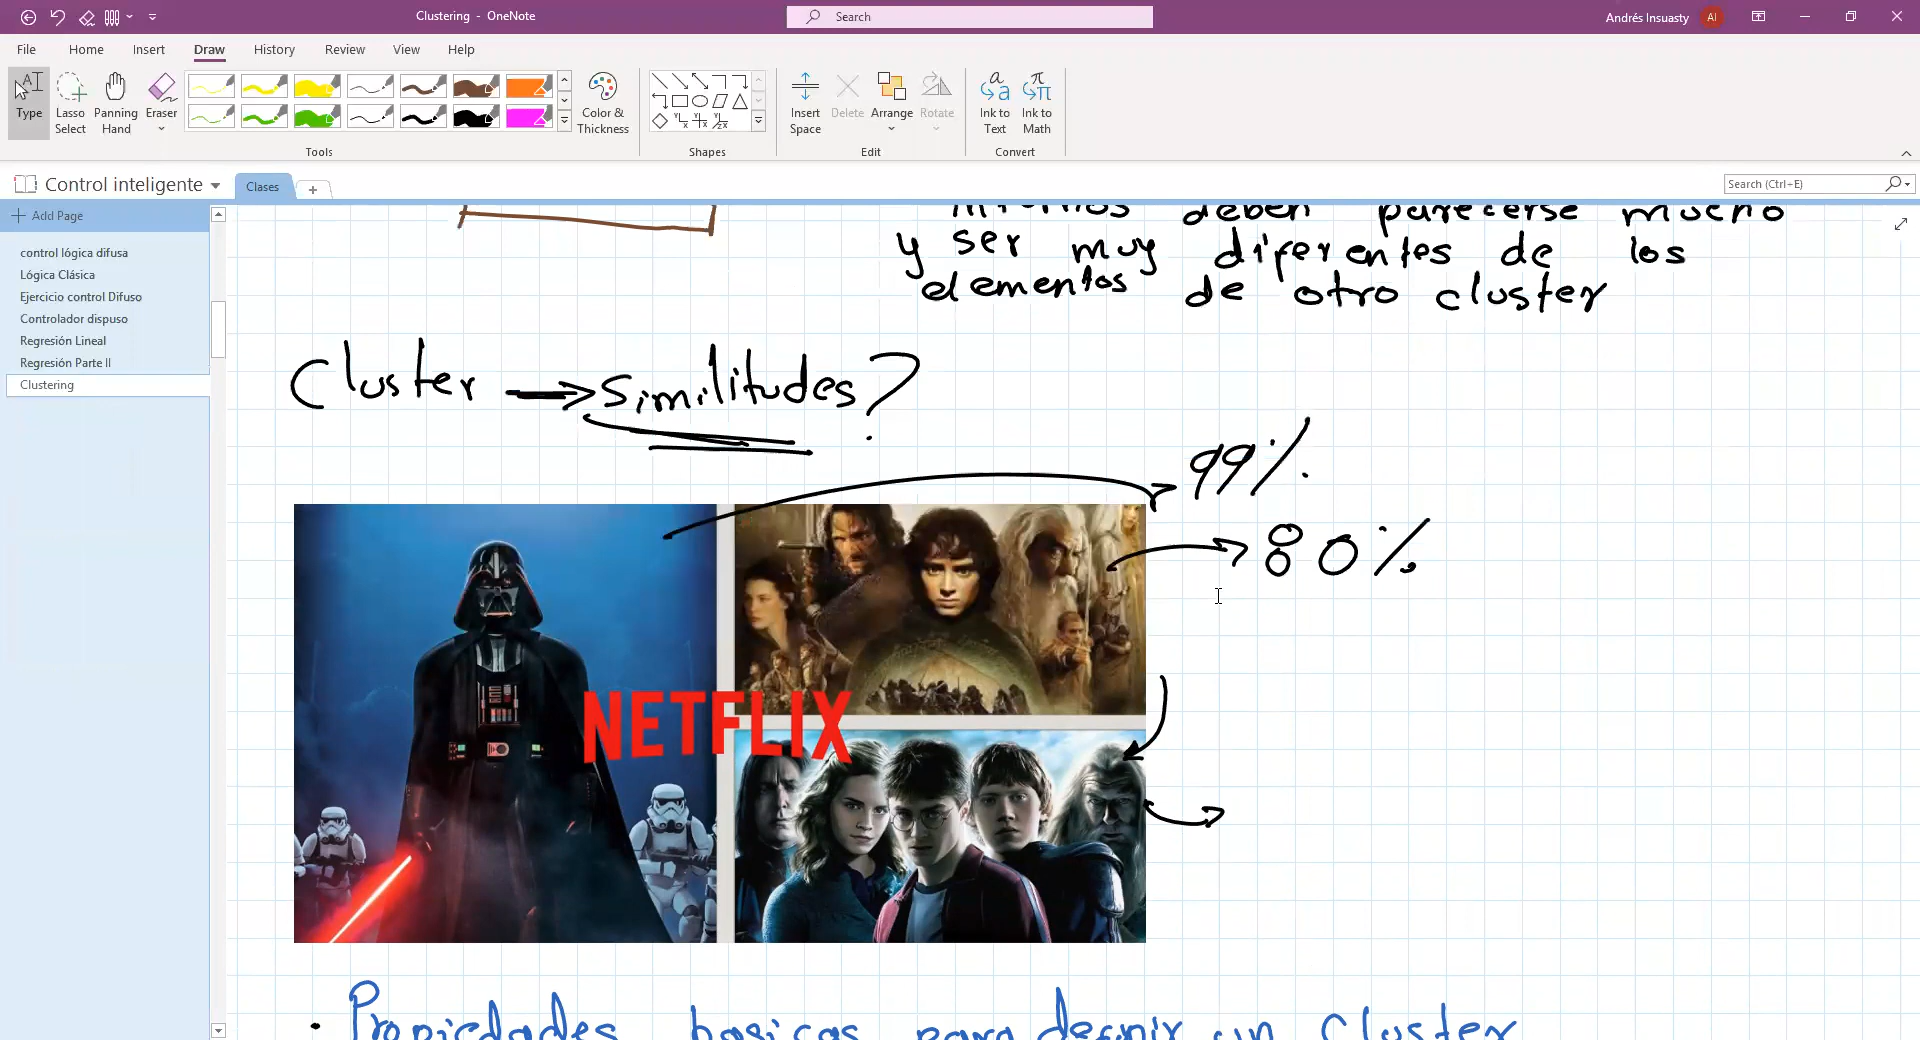 Clustering - OneNote
Search
Andrés Insuasty
AI
File Home Insert Draw History Review View Help
Type
Lasso Select
Panning Hand
Eraser
Color & Thickness
Insert Space
Delete
Arrange
Rotate
Ink to Text
Ink to Math
Tools
Shapes
Edit
Convert
Control inteligente
Clases
Search (Ctrl+E)
Add Page
control lógica difusa
Lógica Clásica
Ejercicio control Difuso
Controlador dispuso
Regresión Lineal
Regresión Parte II
Clustering
deben parecerse mucho
y ser muy diferentes de los
elementos de otro cluster
Cluster → Similitudes?
99%
80%
NETFLIX
• Propiedades basicas para definir un Cluster